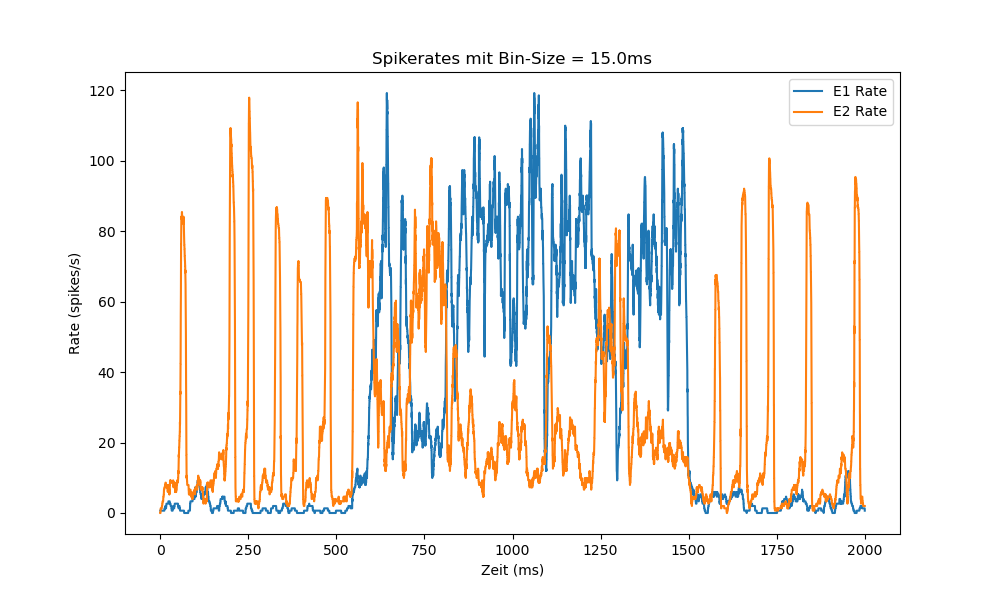 Spikerates mit Bin-Size = 15.0ms
E1 Rate
E2 Rate
Rate (spikes/s)
120
100
80
60
40
20
0
0 250 500 750 1000 1250 1500 1750 2000
Zeit (ms)